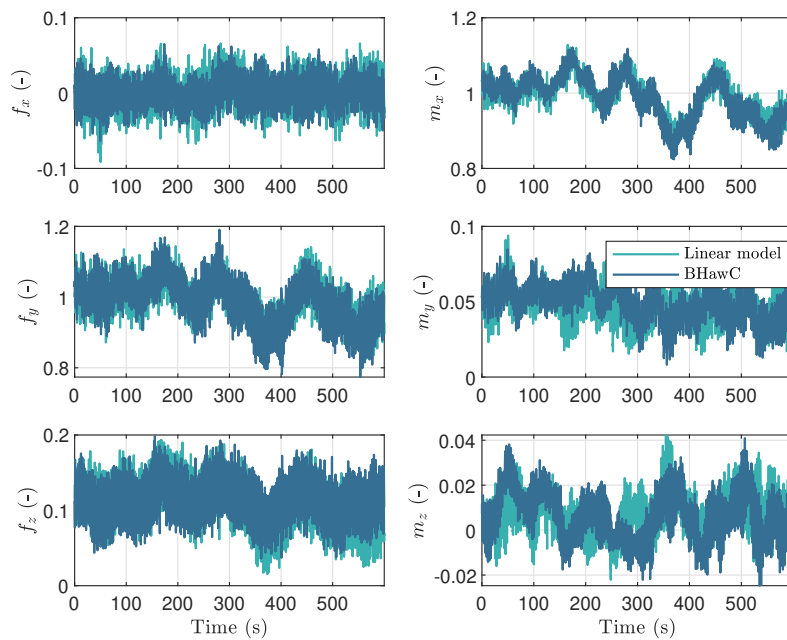 0.1
0
-0.1
f_x (-)
0 100 200 300 400 500
1.2
1
0.8
m_x (-)
0 100 200 300 400 500
1.2
1
0.8
f_y (-)
0 100 200 300 400 500
0.1
0.05
0
m_y (-)
Linear model
BHawC
0 100 200 300 400 500
0.2
0.1
0
f_z (-)
0 100 200 300 400 500
Time (s)
0.04
0.02
0
-0.02
m_z (-)
0 100 200 300 400 500
Time (s)